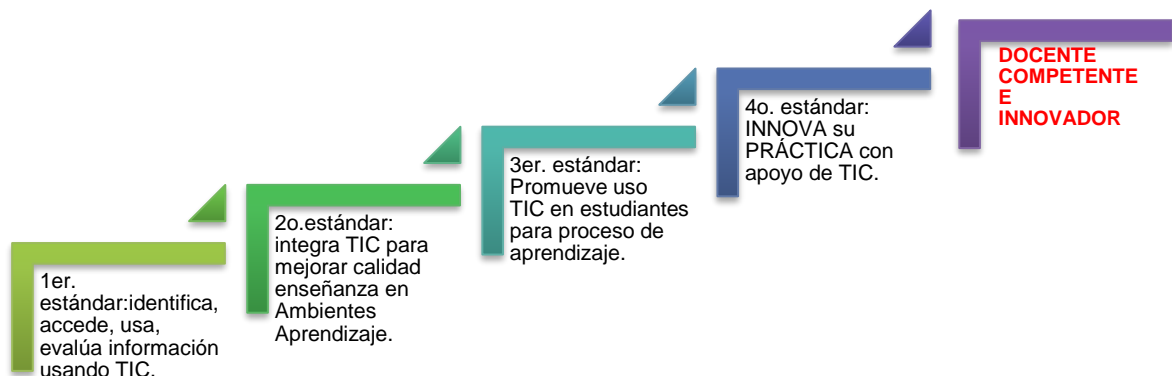 1er.
estándar:identifica,
accede, usa,
evalúa información
usando TIC.
2o.estándar:
integra TIC para
mejorar calidad
enseñanza en
Ambientes
Aprendizaje.
3er. estándar:
Promueve uso
TIC en estudiantes
para proceso de
aprendizaje.
4o. estándar:
INNOVA su
PRÁCTICA con
apoyo de TIC.
DOCENTE
COMPETENTE
E
INNOVADOR